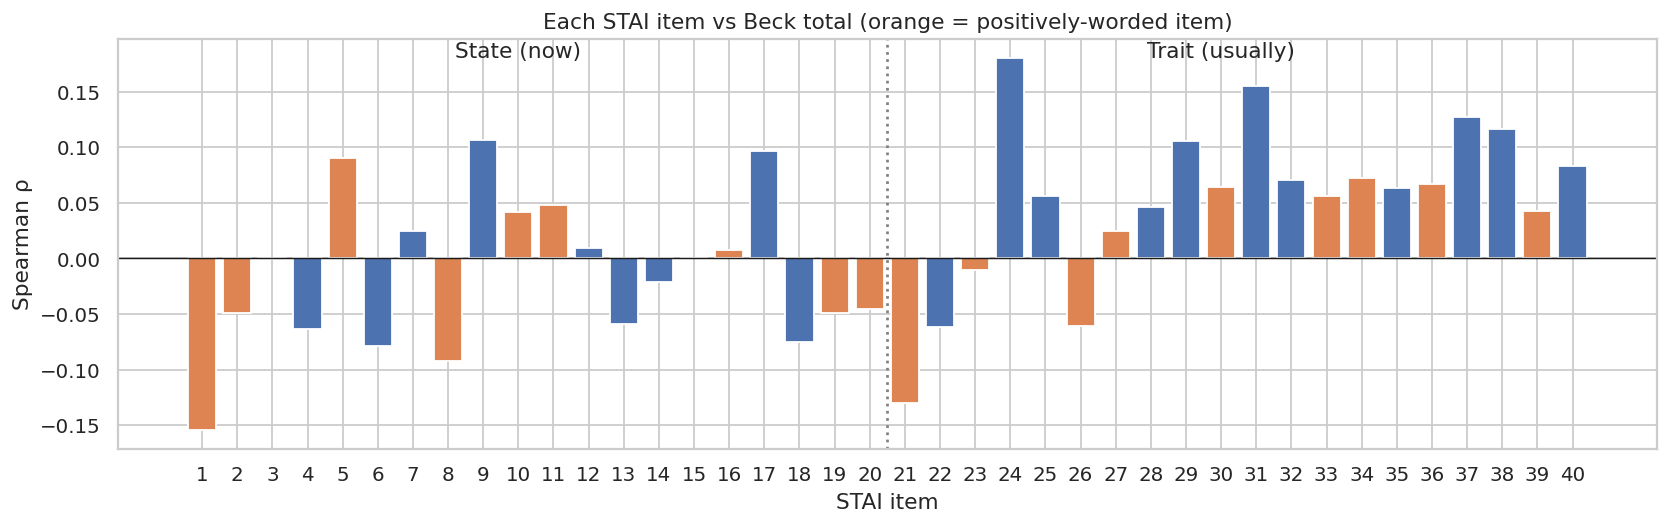 Each STAI item vs Beck total (orange = positively-worded item)
State (now)
Trait (usually)
Spearman ρ
0.15
0.10
0.05
0.00
−0.05
−0.10
−0.15
1 2 3 4 5 6 7 8 9 10 11 12 13 14 15 16 17 18 19 20 21 22 23 24 25 26 27 28 29 30 31 32 33 34 35 36 37 38 39 40
STAI item